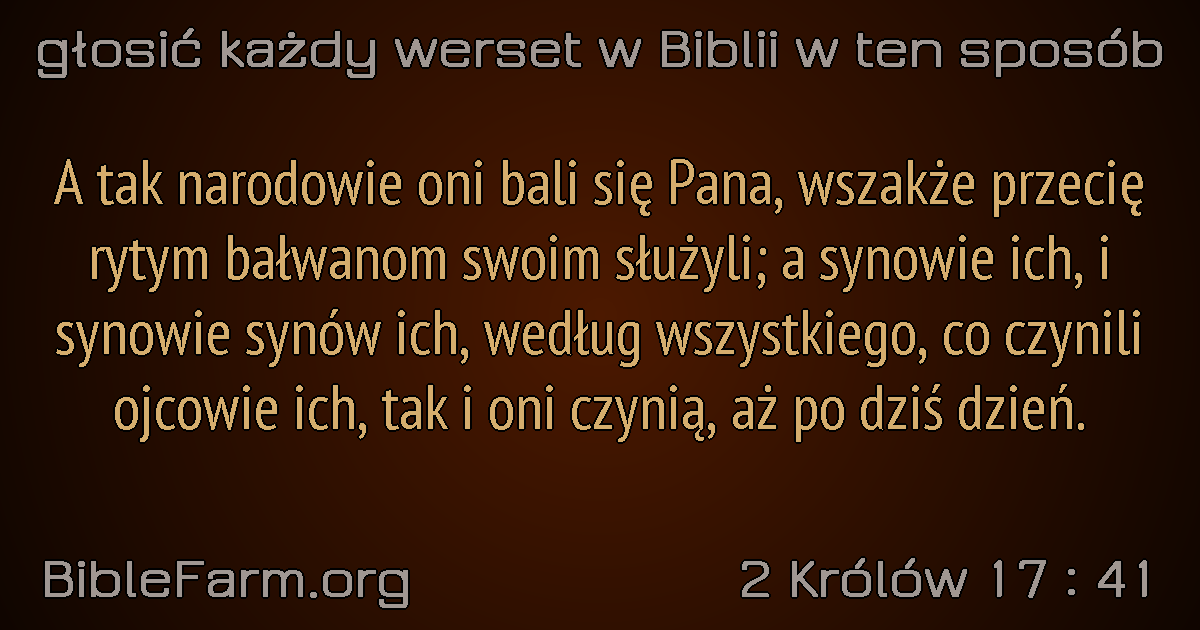 głosić każdy werset w Biblii w ten sposób
A tak narodowie oni bali się Pana, wszakże przecię
rytym bałwanom swoim służyli; a synowie ich, i
synowie synów ich, według wszystkiego, co czynili
ojcowie ich, tak i oni czynią, aż po dziś dzień.
BibleFarm.org
2 Królów 17 : 41